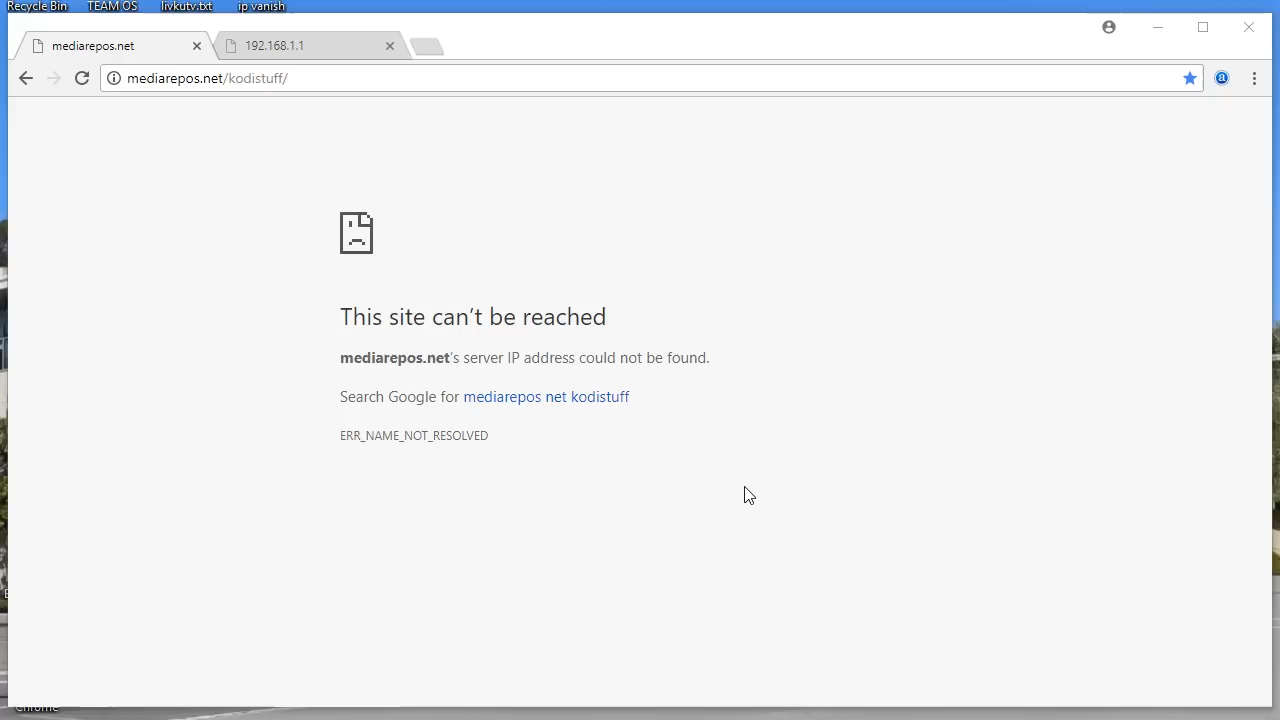 Recycle Bin TEAM OS livkutv.txt ip vanish
mediarepos.net 192.168.1.1
mediarepos.net/kodistuff/
This site can't be reached
mediarepos.net's server IP address could not be found.
Search Google for mediarepos net kodistuff
ERR_NAME_NOT_RESOLVED
Chrome